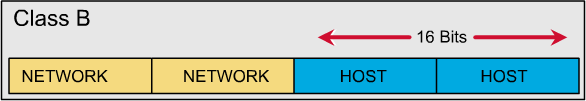 Class B
16 Bits
NETWORK NETWORK HOST HOST